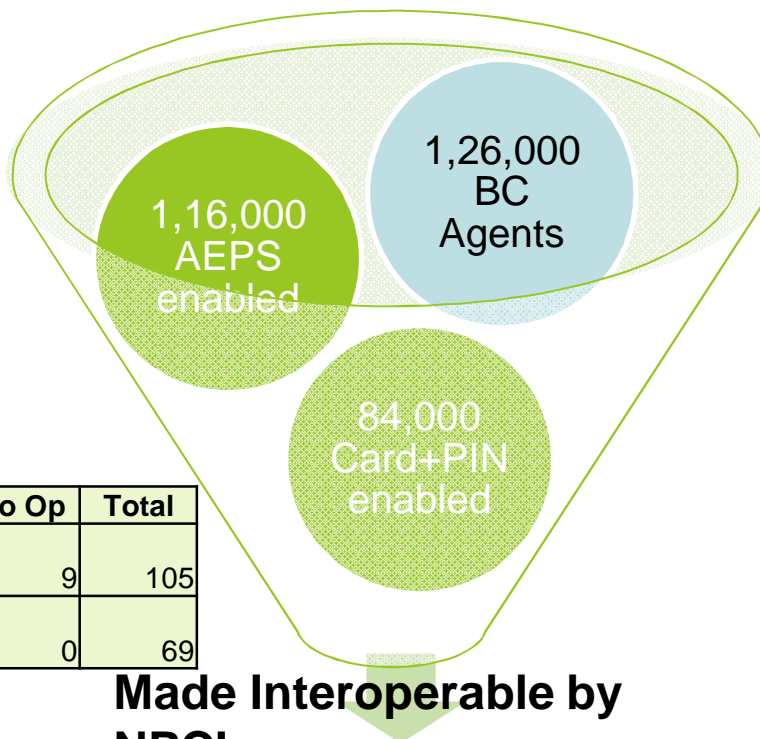 1,26,000
BC
Agents
1,16,000
AEPS
enabled
84,000
Card+PIN
enabled
o Op Total
9 105
0 69
Made Interoperable by